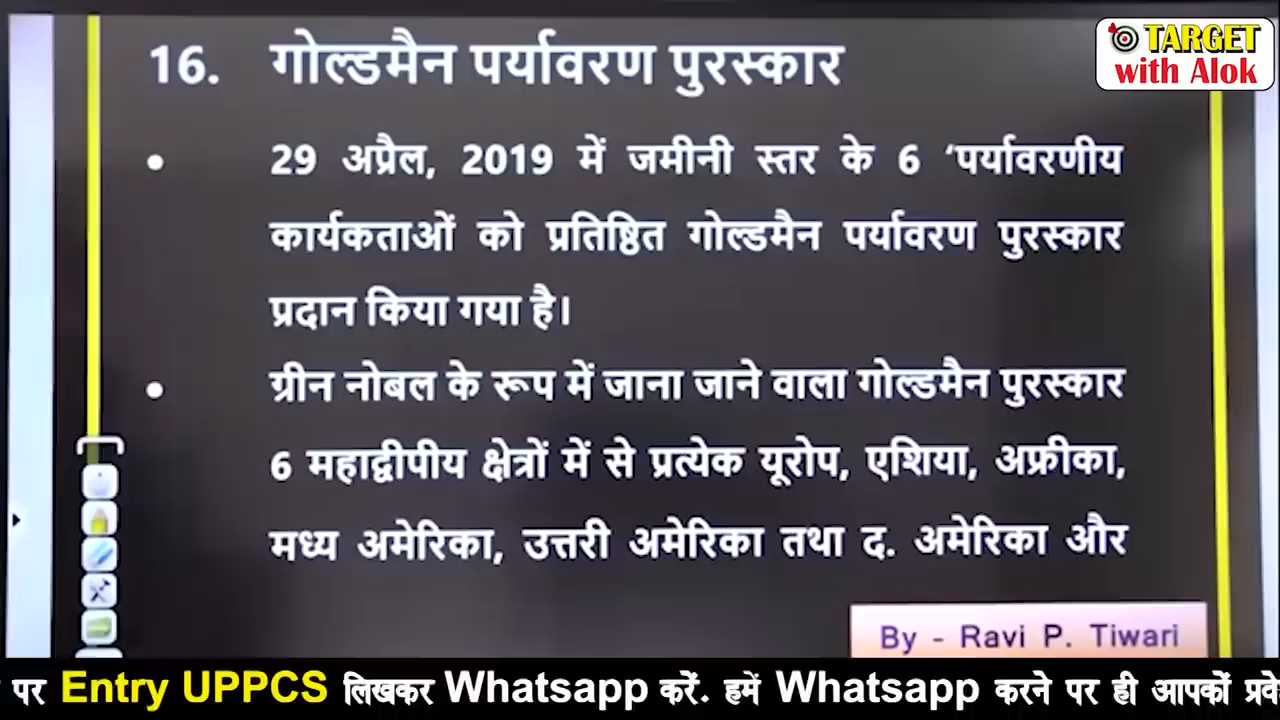 TARGET
with Alok
16. गोल्डमैन पर्यावरण पुरस्कार
• 29 अप्रैल, 2019 में जमीनी स्तर के 6 ‘पर्यावरणीय
कार्यकताओं को प्रतिष्ठित गोल्डमैन पर्यावरण पुरस्कार
प्रदान किया गया है।
• ग्रीन नोबल के रूप में जाना जाने वाला गोल्डमैन पुरस्कार
6 महाद्वीपीय क्षेत्रों में से प्रत्येक यूरोप, एशिया, अफ्रीका,
मध्य अमेरिका, उत्तरी अमेरिका तथा द. अमेरिका और
By - Ravi P. Tiwari
पर Entry UPPCS लिखकर Whatsapp करें. हमें Whatsapp करने पर ही आपकों